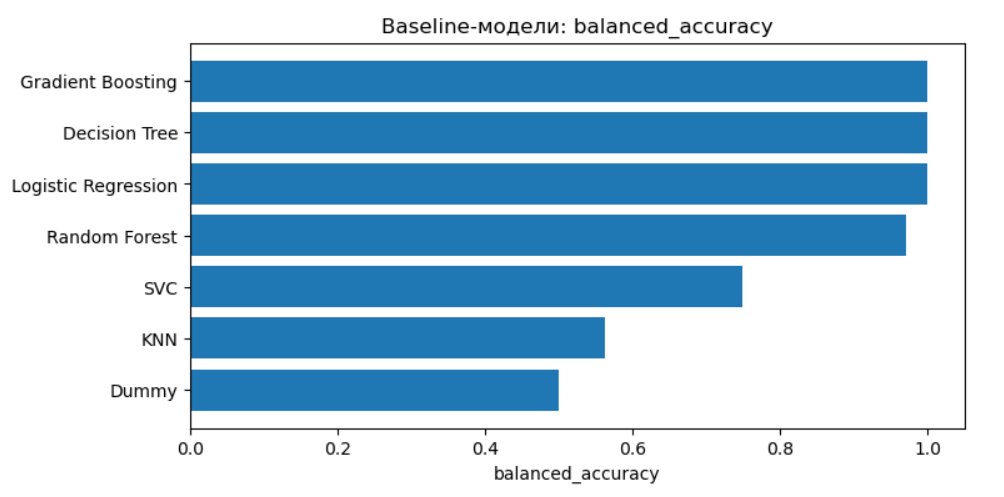 Baseline-модели: balanced_accuracy
Gradient Boosting
Decision Tree
Logistic Regression
Random Forest
SVC
KNN
Dummy
0.0 0.2 0.4 0.6 0.8 1.0
balanced_accuracy